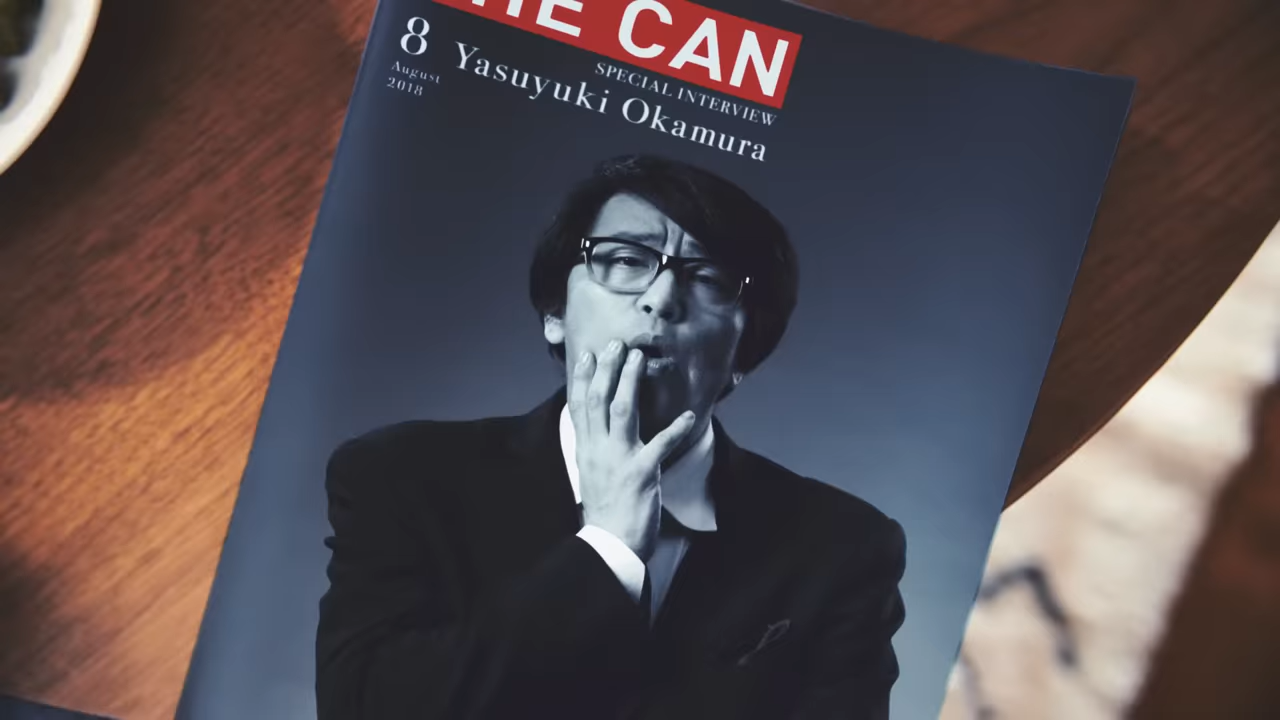 HE CAN
8
August
2018
SPECIAL INTERVIEW
Yasuyuki Okamura